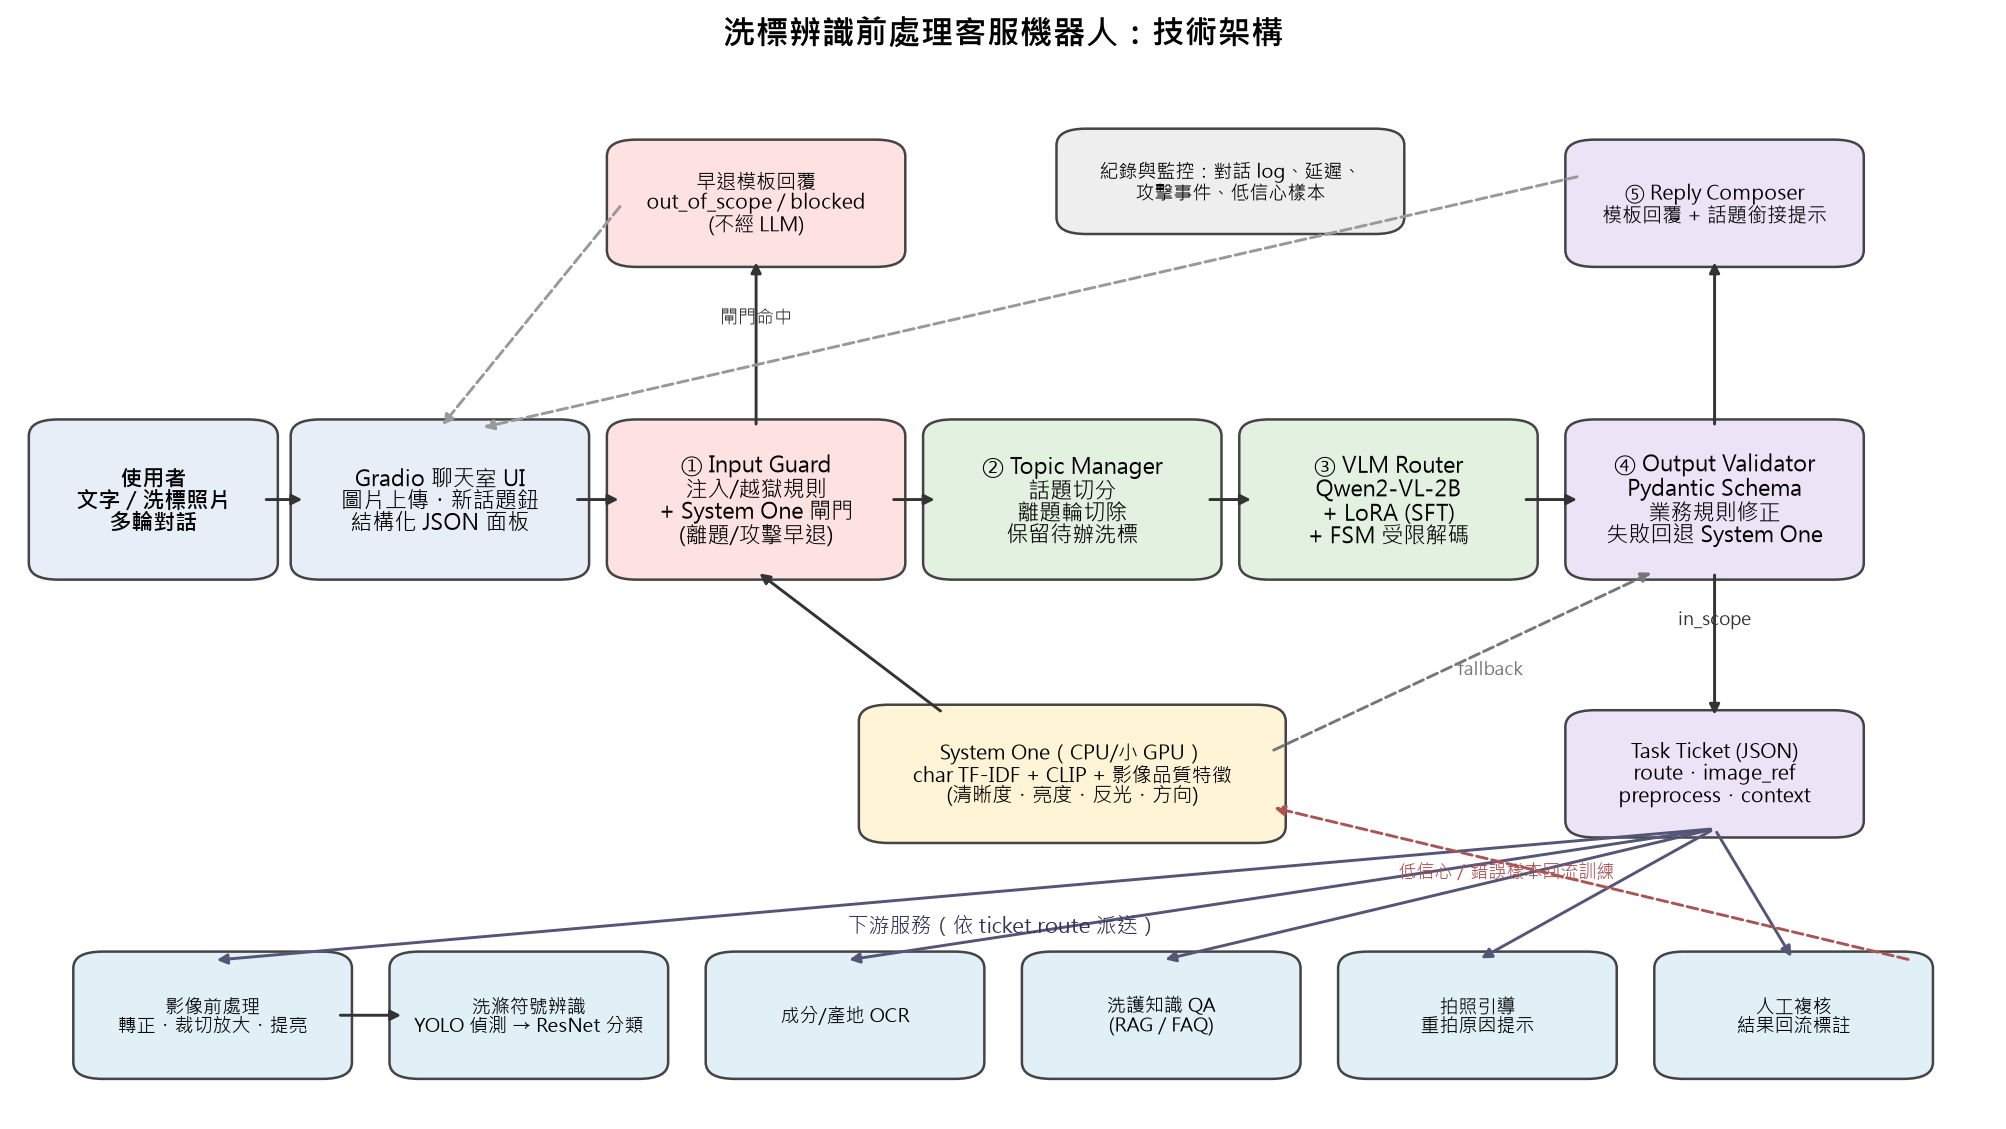 洗標辨識前處理客服機器人：技術架構
早退模板回覆
out_of_scope / blocked
(不經 LLM)
紀錄與監控：對話 log、延遲、
攻擊事件、低信心樣本
⑤ Reply Composer
模板回覆 + 話題銜接提示
閘門命中
使用者
文字 / 洗標照片
多輪對話
Gradio 聊天室 UI
圖片上傳 · 新話題鈕
結構化 JSON 面板
① Input Guard
注入/越獄規則
+ System One 閘門
(離題/攻擊早退)
② Topic Manager
話題切分
離題輪切除
保留待辦洗標
③ VLM Router
Qwen2-VL-2B
+ LoRA (SFT)
+ FSM 受限解碼
④ Output Validator
Pydantic Schema
業務規則修正
失敗回退 System One
in_scope
fallback
System One（CPU/小 GPU）
char TF-IDF + CLIP + 影像品質特徵
(清晰度 · 亮度 · 反光 · 方向)
Task Ticket (JSON)
route · image_ref
preprocess · context
低信心 / 錯誤樣本回流訓練
下游服務（依 ticket.route 派送）
影像前處理
轉正 · 裁切放大 · 提亮
洗滌符號辨識
YOLO 偵測 → ResNet 分類
成分/產地 OCR
洗護知識 QA
(RAG / FAQ)
拍照引導
重拍原因提示
人工複核
結果回流標註